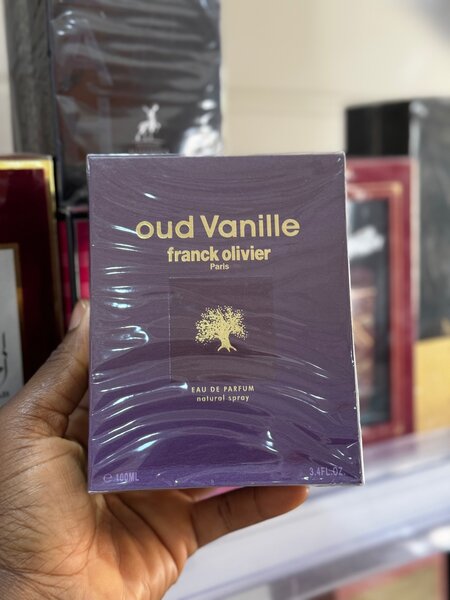 oud Vanille
franck olivier
Paris
EAU DE PARFUM
natural spray
℮ 100ML 3.4FL.OZ.